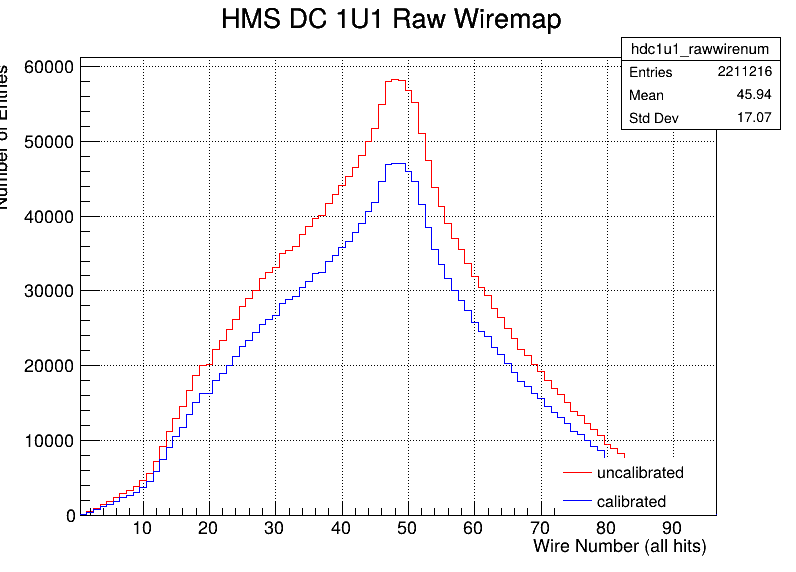 HMS DC 1U1 Raw Wiremap
hdc1u1_rawwirenum
Entries 2211216
Mean 45.94
Std Dev 17.07
Number of Entries
60000
50000
40000
30000
20000
10000
0
uncalibrated
calibrated
10 20 30 40 50 60 70 80 90
Wire Number (all hits)